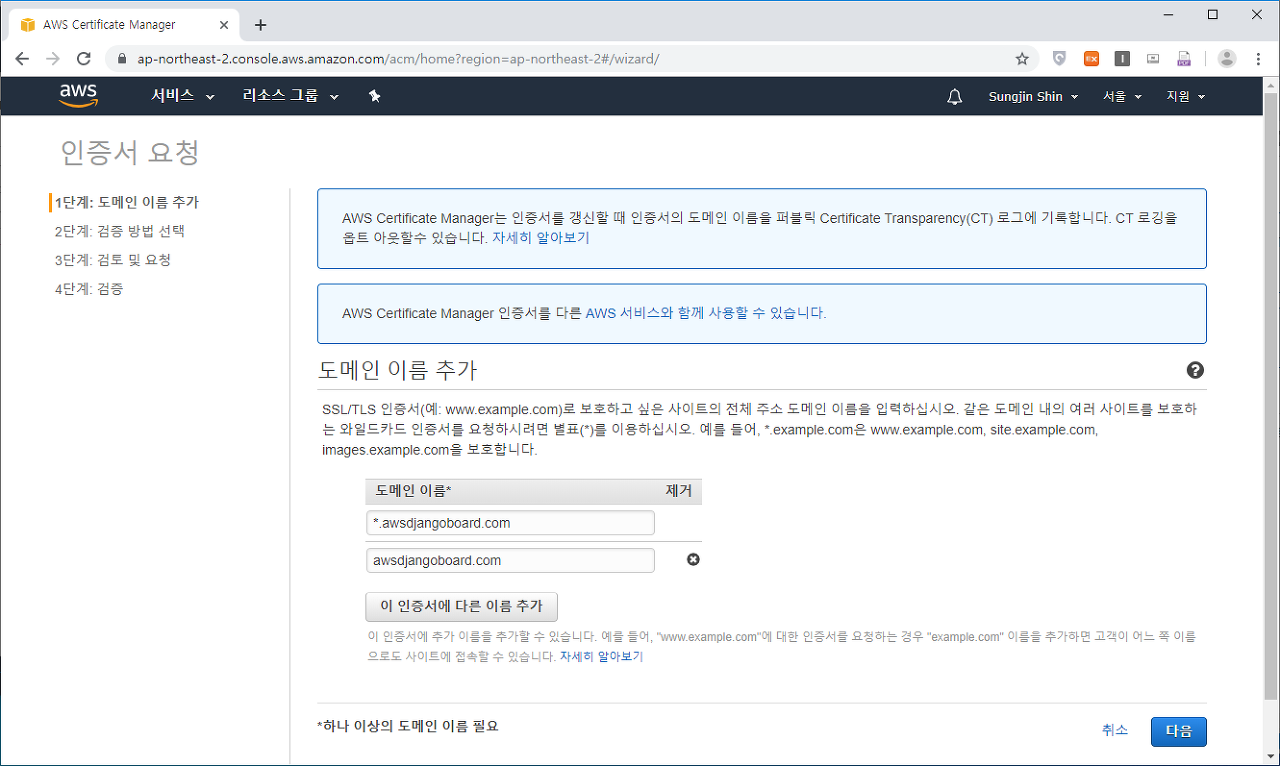 AWS Certificate Manager
ap-northeast-2.console.aws.amazon.com/acm/home?region=ap-northeast-2#/wizard/
aws 서비스 리소스 그룹 Sungjin Shin 서울 지원
인증서 요청
1단계: 도메인 이름 추가
2단계: 검증 방법 선택
3단계: 검토 및 요청
4단계: 검증
AWS Certificate Manager는 인증서를 갱신할 때 인증서의 도메인 이름을 퍼블릭 Certificate Transparency(CT) 로그에 기록합니다. CT 로깅을
옵트 아웃할수 있습니다. 자세히 알아보기
AWS Certificate Manager 인증서를 다른 AWS 서비스와 함께 사용할 수 있습니다.
도메인 이름 추가
SSL/TLS 인증서(예: www.example.com)로 보호하고 싶은 사이트의 전체 주소 도메인 이름을 입력하십시오. 같은 도메인 내의 여러 사이트를 보호하
는 와일드카드 인증서를 요청하시려면 별표(*)를 이용하십시오. 예를 들어, *.example.com은 www.example.com, site.example.com,
images.example.com을 보호합니다.
도메인 이름* 제거
*.awsdjangoboard.com
awsdjangoboard.com
이 인증서에 다른 이름 추가
이 인증서에 추가 이름을 추가할 수 있습니다. 예를 들어, "www.example.com"에 대한 인증서를 요청하는 경우 "example.com" 이름을 추가하면 고객이 어느 쪽 이름
으로도 사이트에 접속할 수 있습니다. 자세히 알아보기
*하나 이상의 도메인 이름 필요
취소 다음